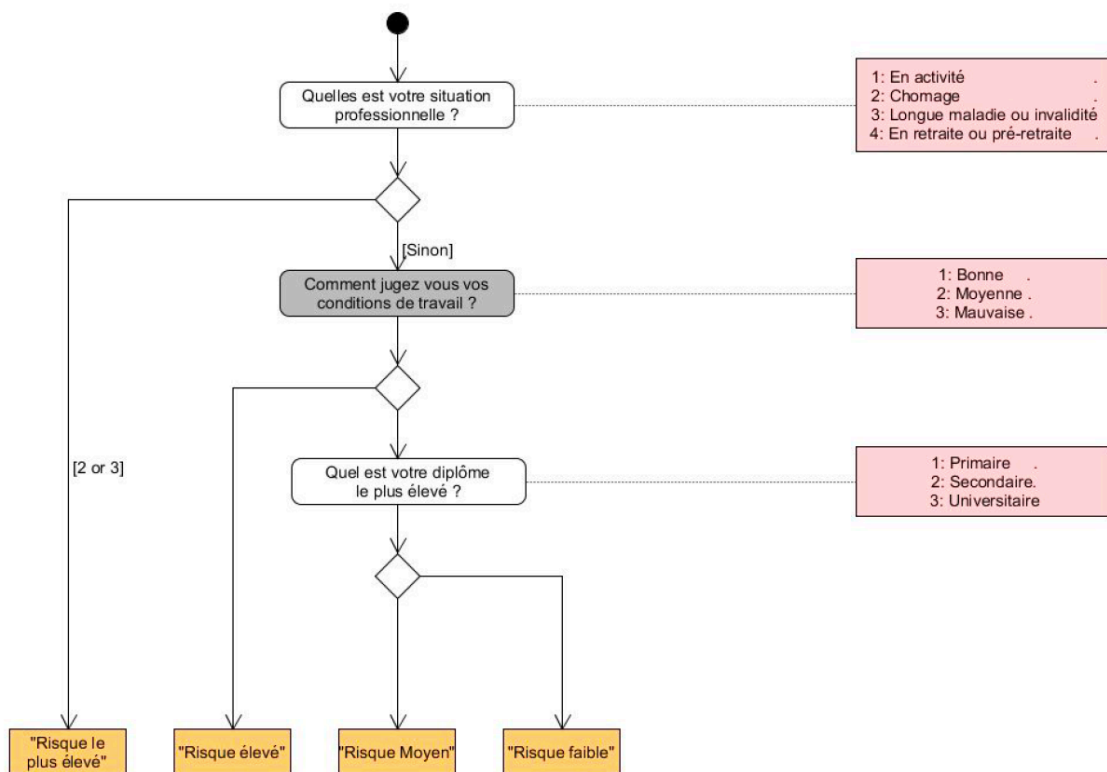 Quelles est votre situation
professionnelle ?
1: En activité .
2: Chomage .
3: Longue maladie ou invalidité
4: En retraite ou pré-retraite .
[Sinon]
Comment jugez vous vos
conditions de travail ?
1: Bonne .
2: Moyenne .
3: Mauvaise .
[2 or 3]
Quel est votre diplôme
le plus élevé ?
1: Primaire .
2: Secondaire.
3: Universitaire
"Risque le
plus élevé"
"Risque élevé"
"Risque Moyen"
"Risque faible"